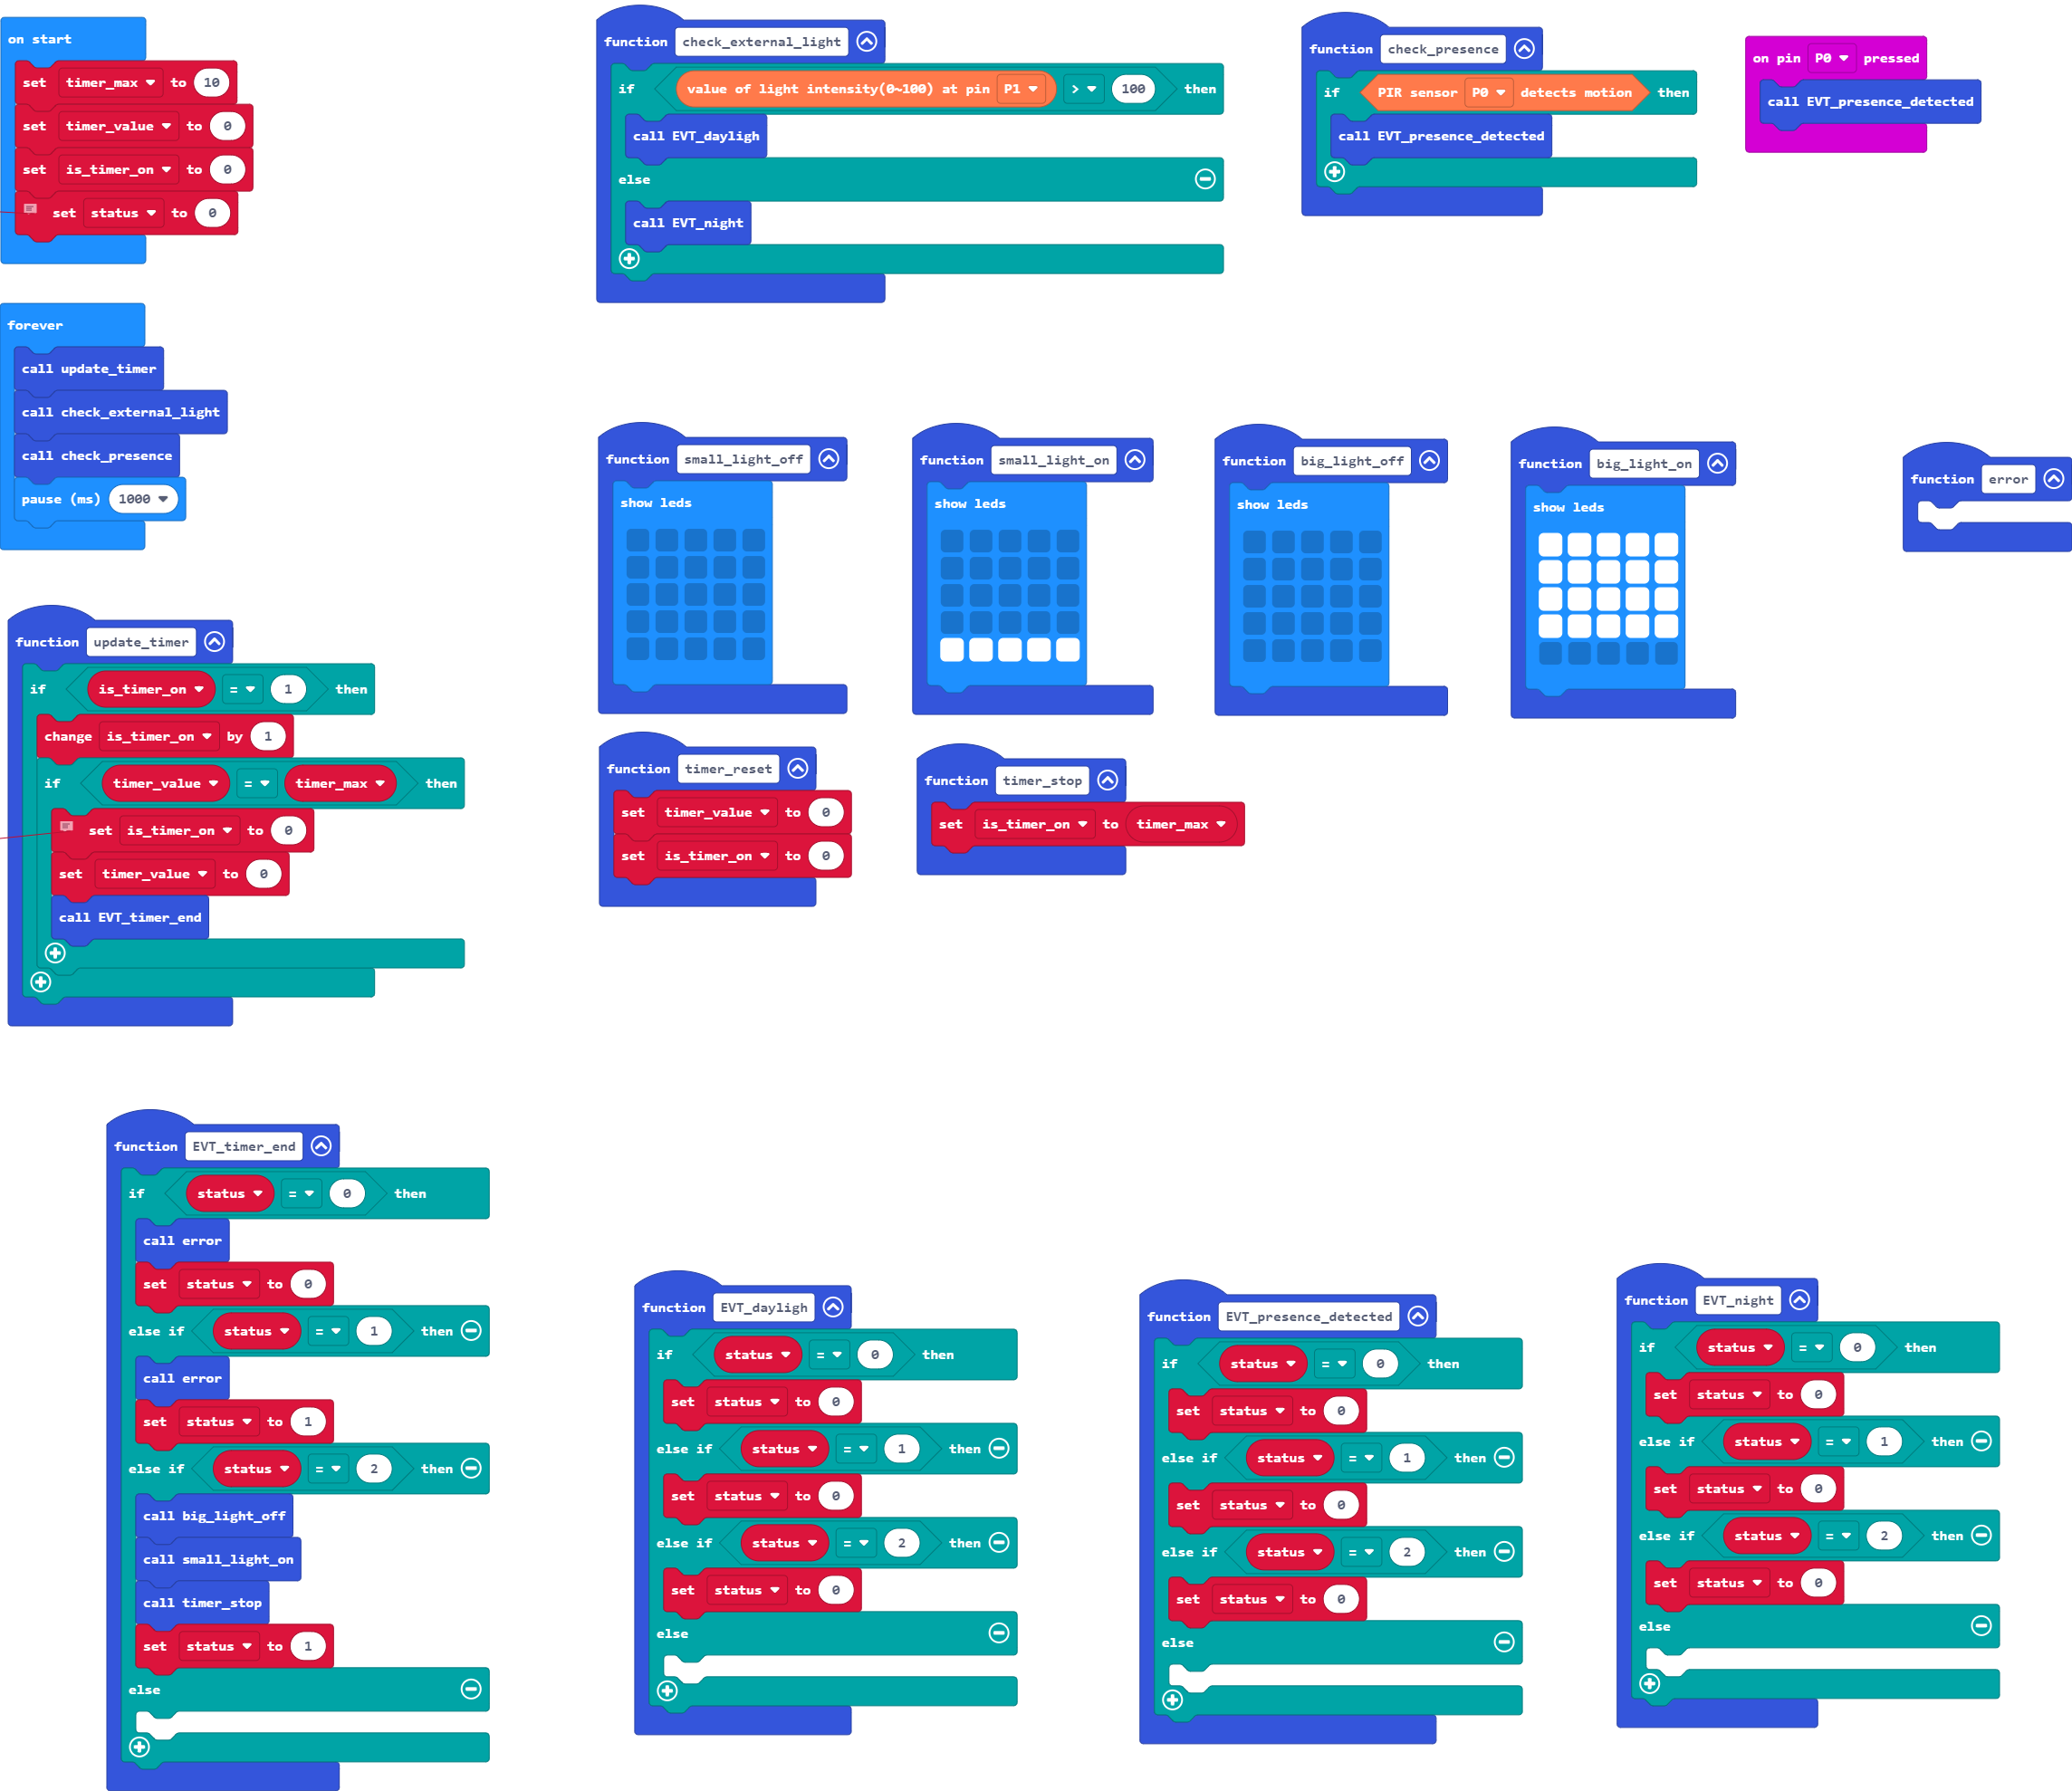 on start
set timer_max to 10
set timer_value to 0
set is_timer_on to 0
set status to 0
forever
call update_timer
call check_external_light
call check_presence
pause (ms) 1000
function update_timer
if is_timer_on = 1 then
change is_timer_on by 1
if timer_value = timer_max then
set is_timer_on to 0
set timer_value to 0
call EVT_timer_end
function check_external_light
if value of light intensity(0~100) at pin P1 > 100 then
call EVT_dayligh
else
call EVT_night
function check_presence
if PIR sensor P0 detects motion then
call EVT_presence_detected
on pin P0 pressed
call EVT_presence_detected
function small_light_off
show leds
function small_light_on
show leds
function big_light_off
show leds
function big_light_on
show leds
function error
function timer_reset
set timer_value to 0
set is_timer_on to 0
function timer_stop
set is_timer_on to timer_max
function EVT_timer_end
if status = 0 then
call error
set status to 0
else if status = 1 then
call error
set status to 1
else if status = 2 then
call big_light_off
call small_light_on
call timer_stop
set status to 1
else
function EVT_dayligh
if status = 0 then
set status to 0
else if status = 1 then
set status to 0
else if status = 2 then
set status to 0
else
function EVT_presence_detected
if status = 0 then
set status to 0
else if status = 1 then
set status to 0
else if status = 2 then
set status to 0
else
function EVT_night
if status = 0 then
set status to 0
else if status = 1 then
set status to 0
else if status = 2 then
set status to 0
else